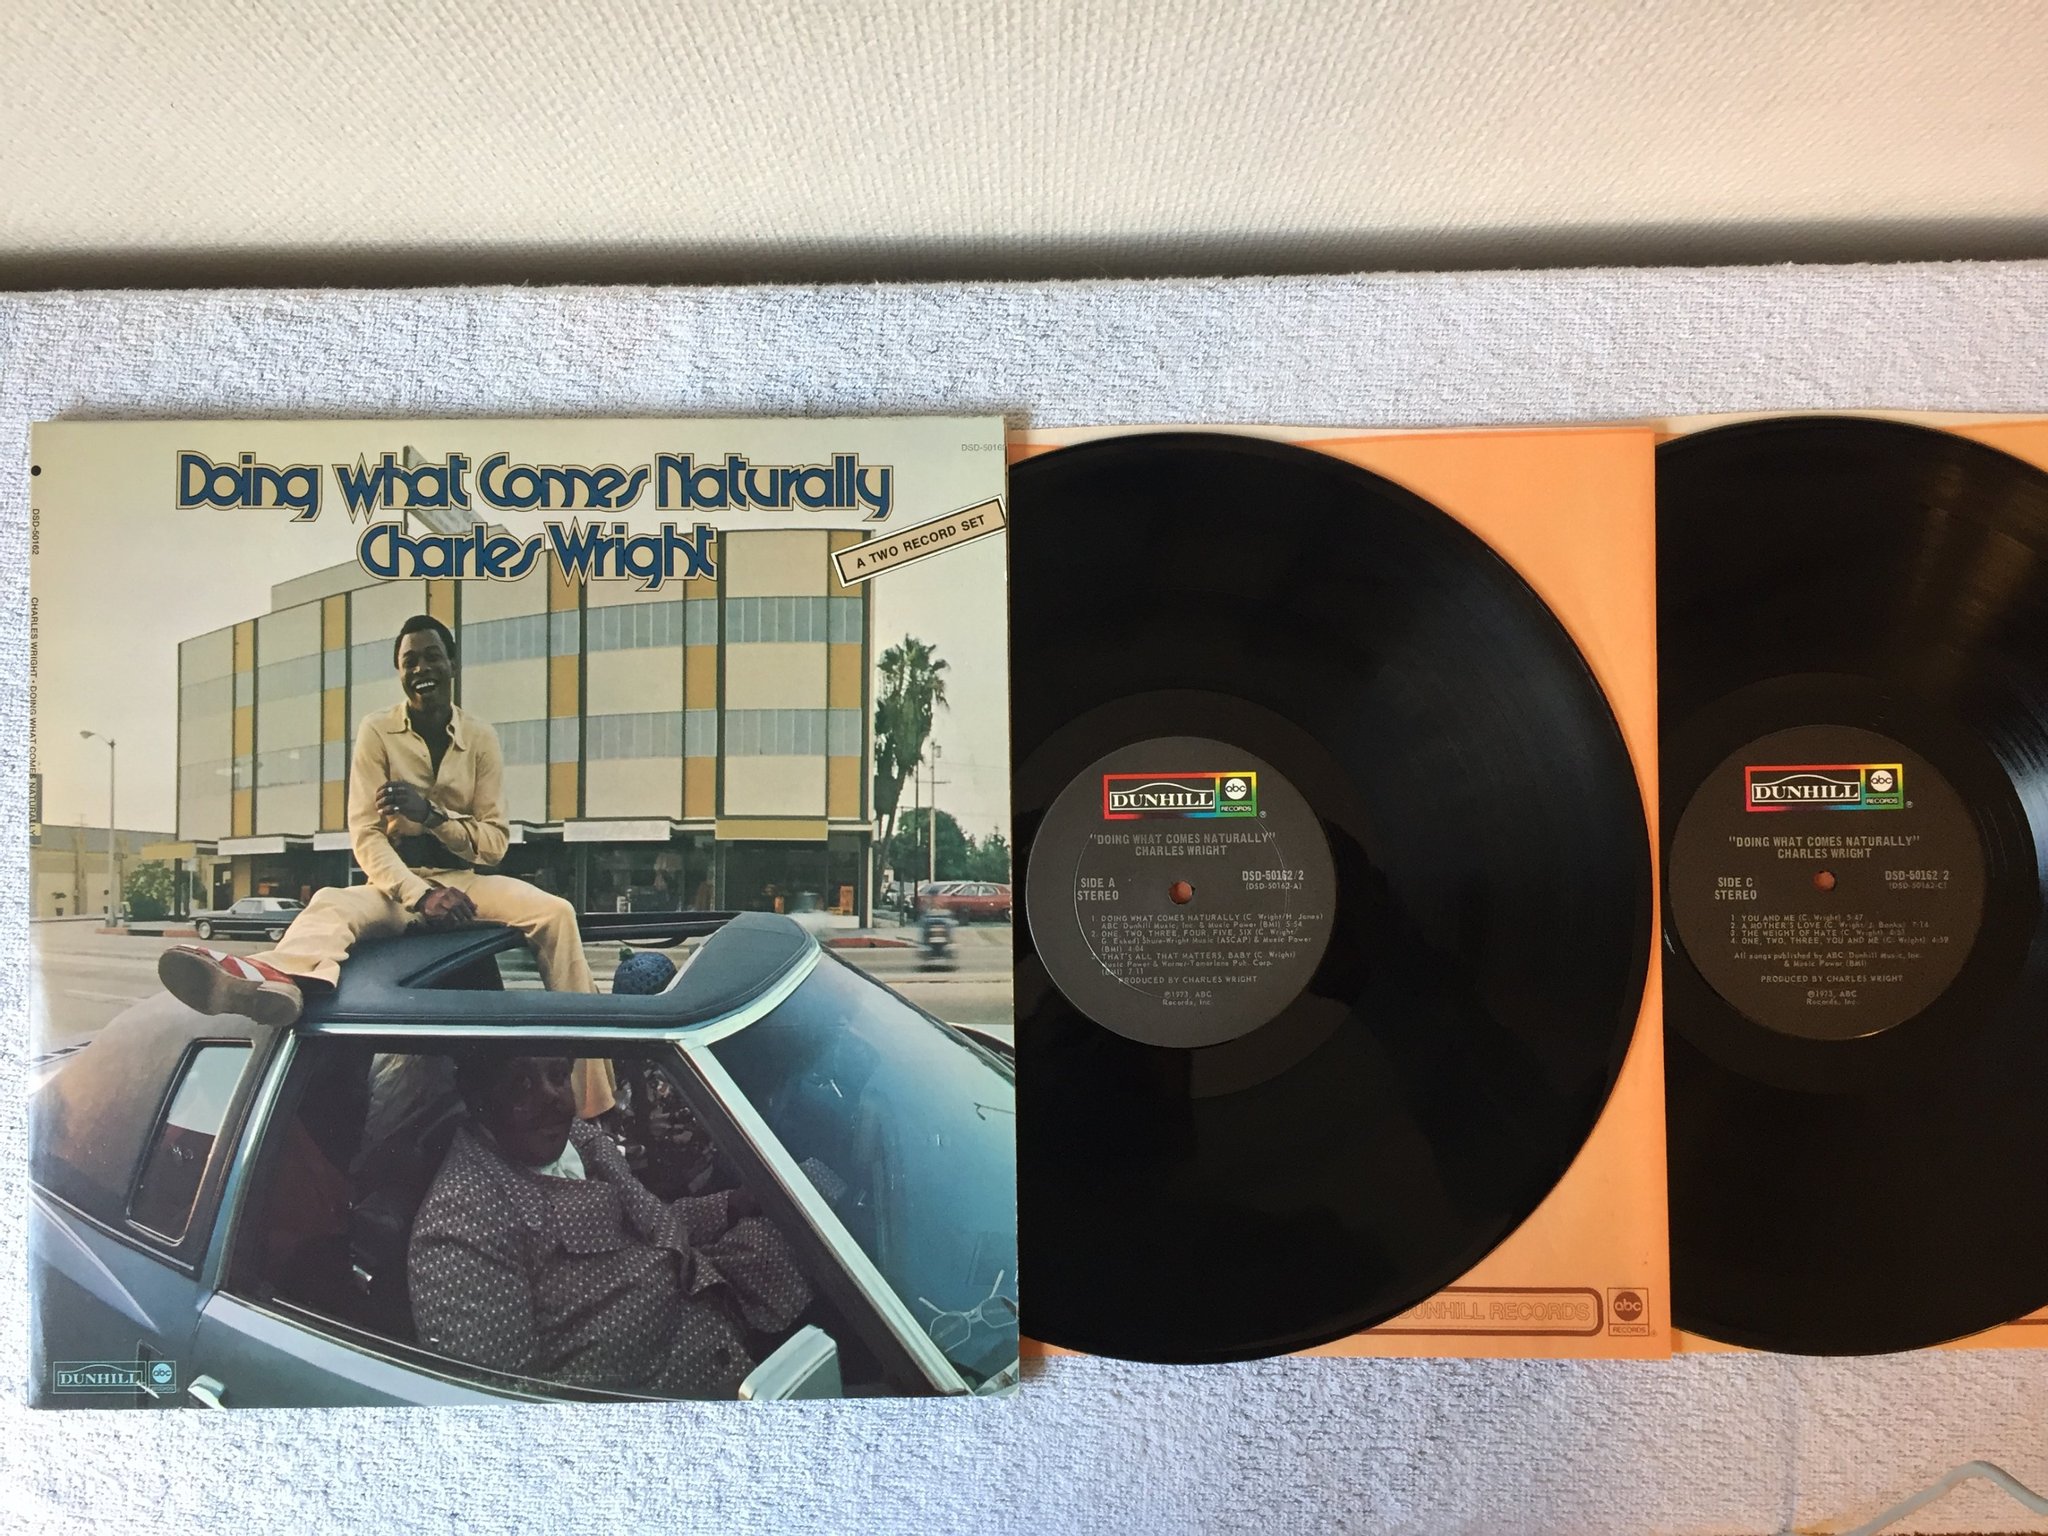 DSD-50162
Doing What Comes Naturally
Charles Wright
A TWO RECORD SET
DSD-50162
CHARLES WRIGHT • DOING WHAT COMES NATURALLY
DUNHILL abc RECORDS
DUNHILL abc RECORDS ®
"DOING WHAT COMES NATURALLY"
CHARLES WRIGHT
SIDE A
STEREO
DSD-50162/2
(DSD-50162-A)
1. DOING WHAT COMES NATURALLY (C. Wright/H. Jones)
ABC/Dunhill Music, Inc. & Music Power (BMI) 5:54
2. ONE, TWO, THREE, FOUR, FIVE, SIX (C. Wright/
G. Eaked) Shure-Wright Music (ASCAP) & Music Power
(BMI) 4:04
3. THAT'S ALL THAT MATTERS, BABY (C. Wright)
Music Power & Warner-Tamerlane Pub. Corp.
(BMI) 7:11
PRODUCED BY CHARLES WRIGHT
℗1973, ABC
Records, Inc.
DUNHILL RECORDS abc RECORDS ®
DUNHILL abc RECORDS ®
"DOING WHAT COMES NATURALLY"
CHARLES WRIGHT
SIDE C
STEREO
DSD-50162/2
(DSD-50162-C)
1. YOU AND ME (C. Wright) 5:47
2. A MOTHER'S LOVE (C. Wright/J. Banks) 7:16
3. THE WEIGHT OF HATE (C. Wright)
4. ONE, TWO, THREE, YOU AND ME (C. Wright) 4:59
All songs published by ABC/Dunhill Music, Inc.
& Music Power (BMI)
PRODUCED BY CHARLES WRIGHT
℗1973, ABC
Records, Inc.